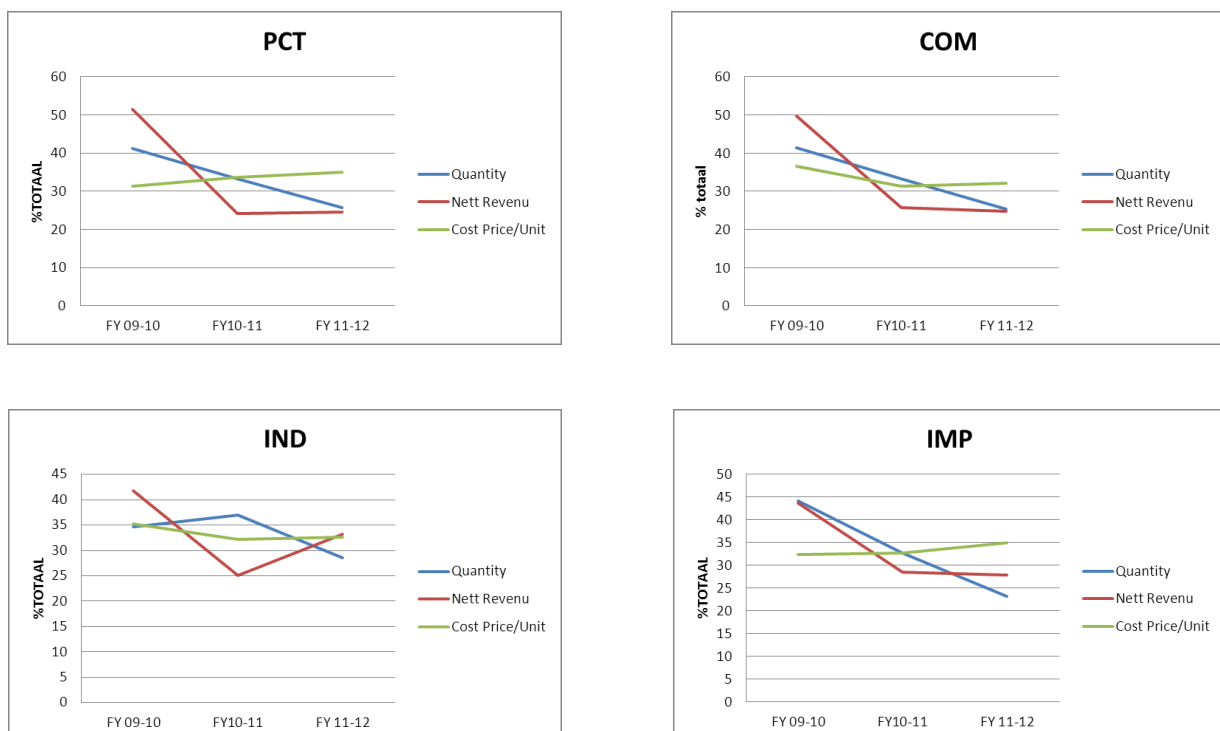 PCT
60
50
40
30
20
10
0
%TOTAAL
FY 09-10 FY10-11 FY 11-12
Quantity
Nett Revenu
Cost Price/Unit
COM
60
50
40
30
20
10
0
% totaal
FY 09-10 FY10-11 FY 11-12
Quantity
Nett Revenu
Cost Price/Unit
IND
45
40
35
30
25
20
15
10
5
0
%TOTAAL
FY 09-10 FY10-11 FY 11-12
Quantity
Nett Revenu
Cost Price/Unit
IMP
50
45
40
35
30
25
20
15
10
5
0
%TOTAAL
FY 09-10 FY10-11 FY 11-12
Quantity
Nett Revenu
Cost Price/Unit